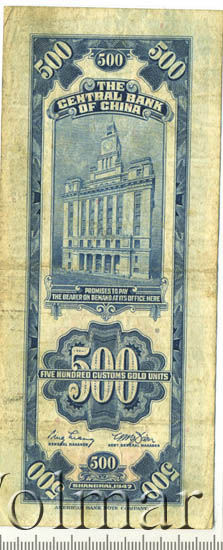 500 500 500
THE
CENTRAL BANK
OF CHINA
PROMISES TO PAY
THE BEARER ON DEMAND AT ITS OFFICE HERE
500
FIVE HUNDRED CUSTOMS GOLD UNITS
GENERAL MANAGER ASST. GENERAL MANAGER
500 500 500
SHANGHAI 1947
AMERICAN BANK NOTE COMPANY
Volmar